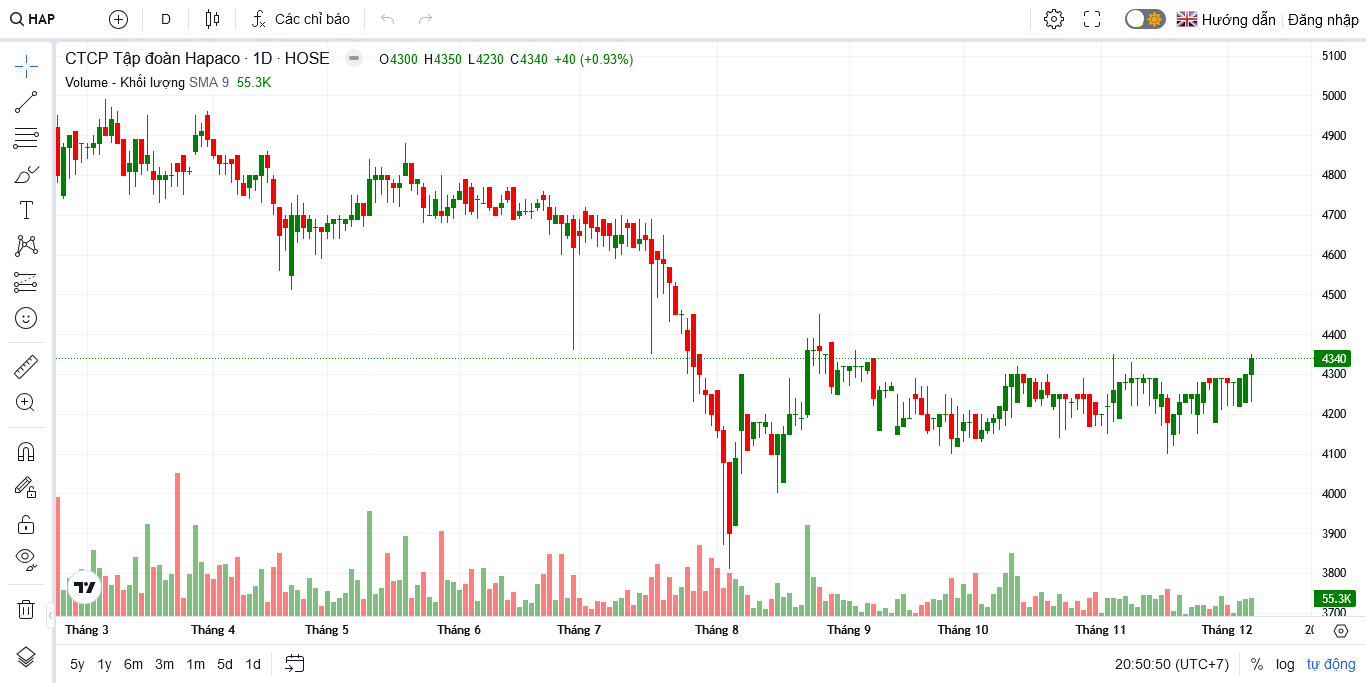 HAP D Các chỉ báo Hướng dẫn Đăng nhập
CTCP Tập đoàn Hapaco · 1D · HOSE O4300 H4350 L4230 C4340 +40 (+0.93%)
Volume - Khối lượng SMA 9 55.3K
5100
5000
4900
4800
4700
4600
4500
4400
4340
4300
4200
4100
4000
3900
3800
55.3K
3700
Tháng 3 Tháng 4 Tháng 5 Tháng 6 Tháng 7 Tháng 8 Tháng 9 Tháng 10 Tháng 11 Tháng 12
5y 1y 6m 3m 1m 5d 1d 20:50:50 (UTC+7) % log tự động